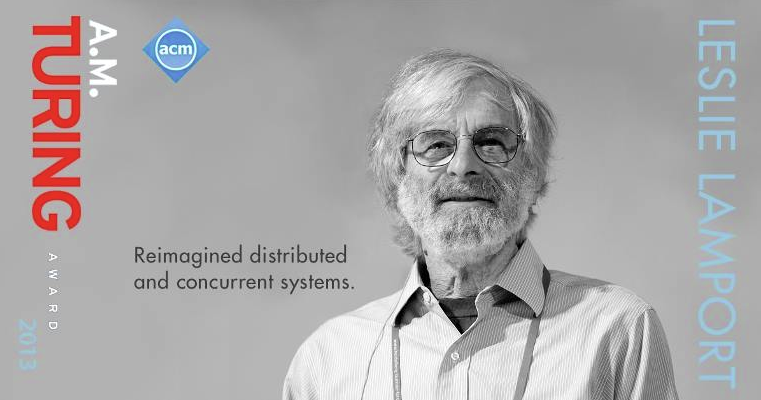 A.M.
TURING
AWARD
2013
acm
Reimagined distributed
and concurrent systems.
LESLIE LAMPORT